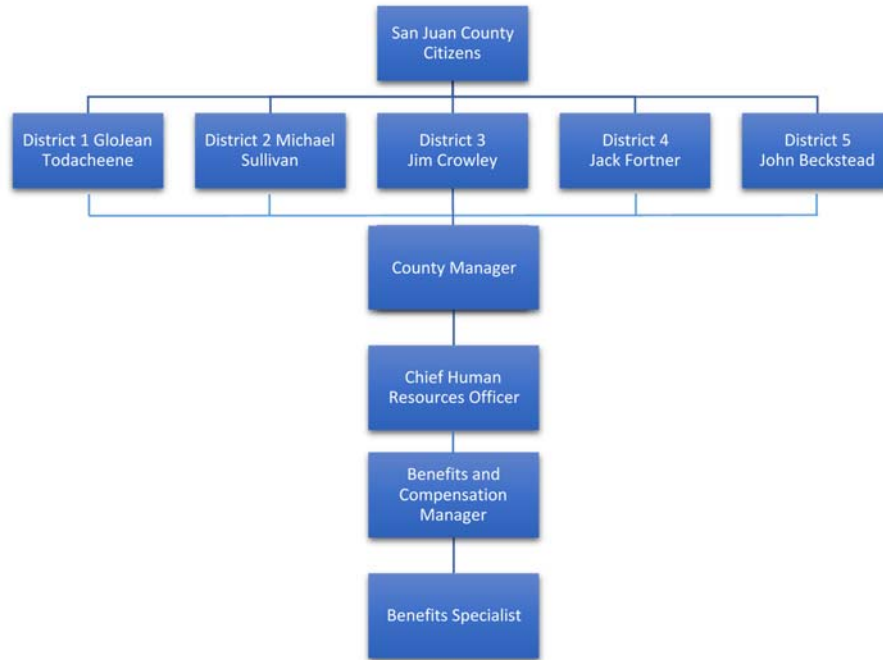 San Juan County
Citizens
District 1 GloJean
Todacheene
District 2 Michael
Sullivan
District 3
Jim Crowley
District 4
Jack Fortner
District 5
John Beckstead
County Manager
Chief Human
Resources Officer
Benefits and
Compensation
Manager
Benefits Specialist